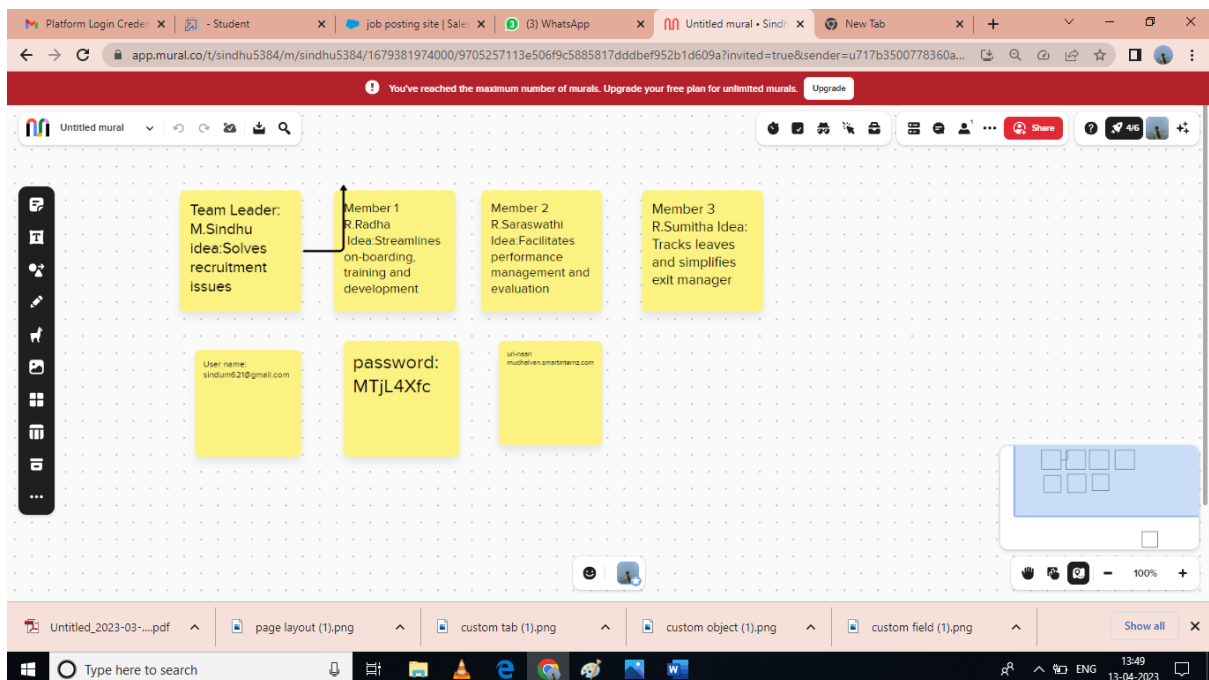 Platform Login Creden
- Student
job posting site | Sales
(3) WhatsApp
Untitled mural • Sindh
New Tab
app.mural.co/t/sindhu5384/m/sindhu5384/1679381974000/9705257113e506f9c5885817dddbef952b1d609a?invited=true&sender=u717b3500778360a...
You've reached the maximum number of murals. Upgrade your free plan for unlimited murals.
Upgrade
Untitled mural
Share
4/6
Team Leader:
M.Sindhu
idea:Solves
recruitment
issues
Member 1
R.Radha
Idea:Streamlines
on-boarding,
training and
development
Member 2
R.Saraswathi
Idea:Facilitates
performance
management and
evaluation
Member 3
R.Sumitha Idea:
Tracks leaves
and simplifies
exit manager
User name:
sindum621@gmail.com
password:
MTjL4Xfc
url-naan
mudhalvan.smartinternz.com
100%
Untitled_2023-03-....pdf
page layout (1).png
custom tab (1).png
custom object (1).png
custom field (1).png
Show all
Type here to search
ENG
13:49
13-04-2023